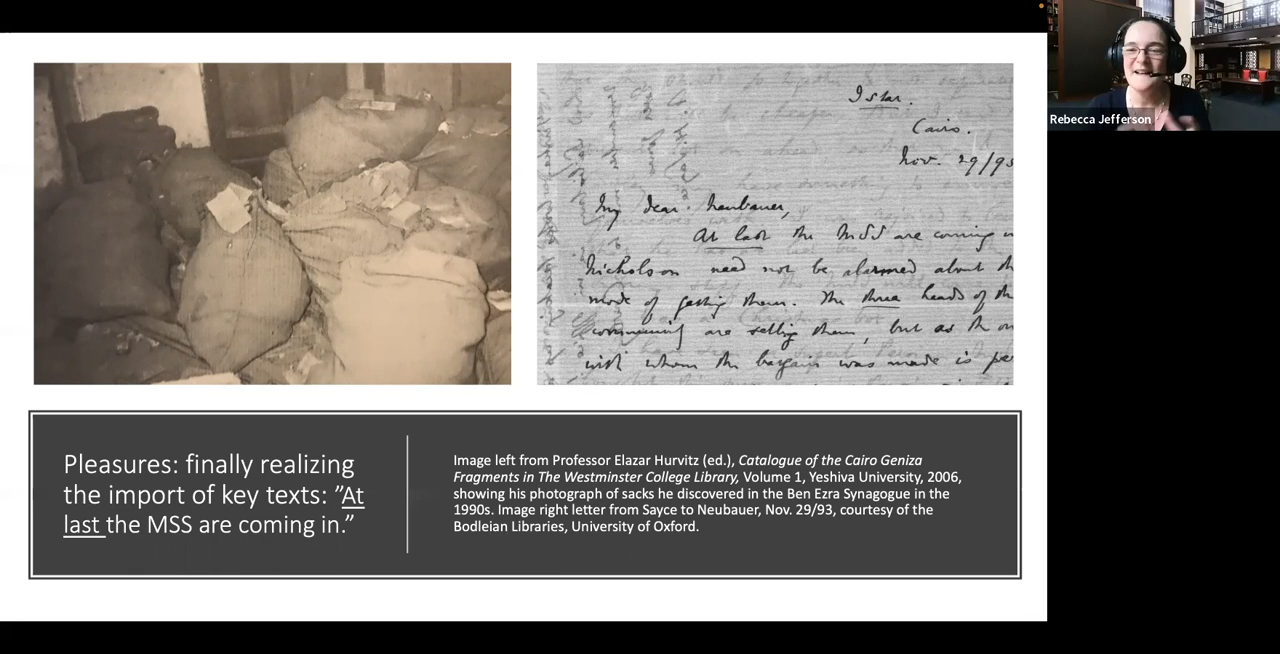 Rebecca Jefferson
Istar.
Cairo.
Nov. 29/93
My dear Neubauer,
At last the MSS are coming
Nicholson need not be alarmed about th
mode of getting them. The three heads of th
community are selling them, but as the on
with whom the bargain was made is pe
Pleasures: finally realizing
the import of key texts: ”At
last the MSS are coming in.”
Image left from Professor Elazar Hurvitz (ed.), Catalogue of the Cairo Geniza
Fragments in The Westminster College Library, Volume 1, Yeshiva University, 2006,
showing his photograph of sacks he discovered in the Ben Ezra Synagogue in the
1990s. Image right letter from Sayce to Neubauer, Nov. 29/93, courtesy of the
Bodleian Libraries, University of Oxford.